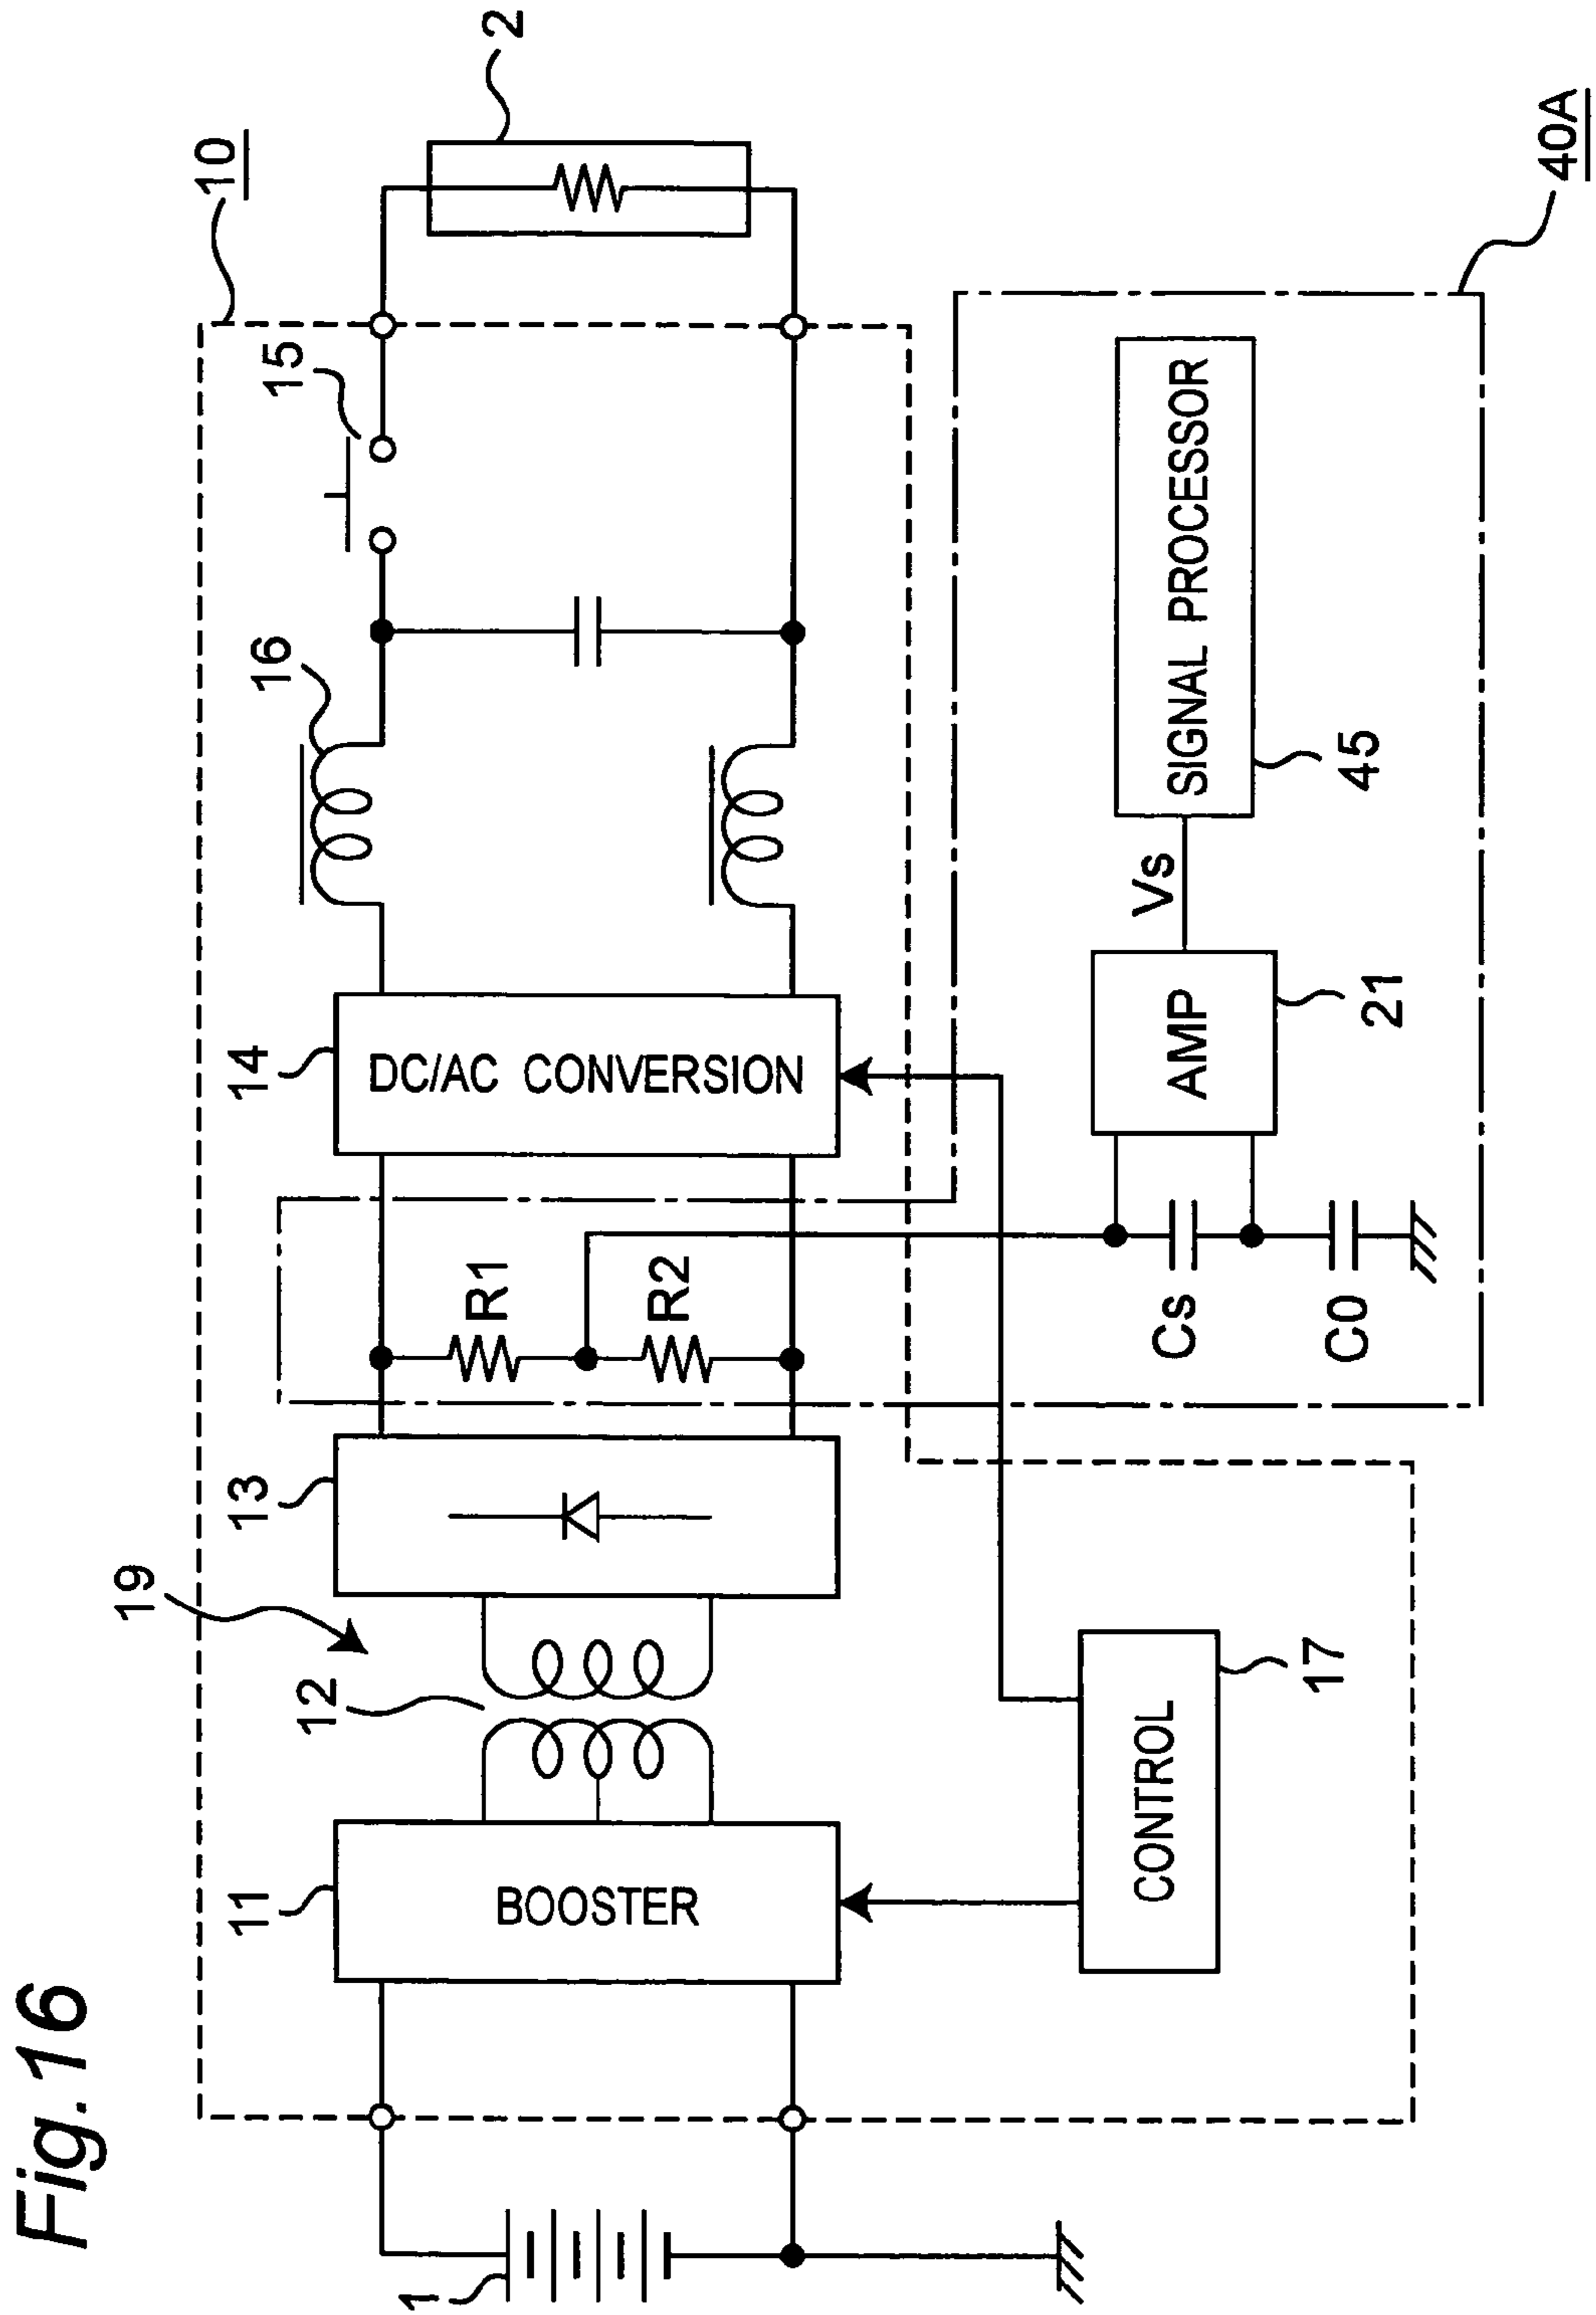 Fig.16
10
19
15
16
2
14
13
12
11
DC/AC CONVERSION
BOOSTER
R1
R2
1
40A
CONTROL
17
Cs
C0
AMP
21
Vs
SIGNAL PROCESSOR
45